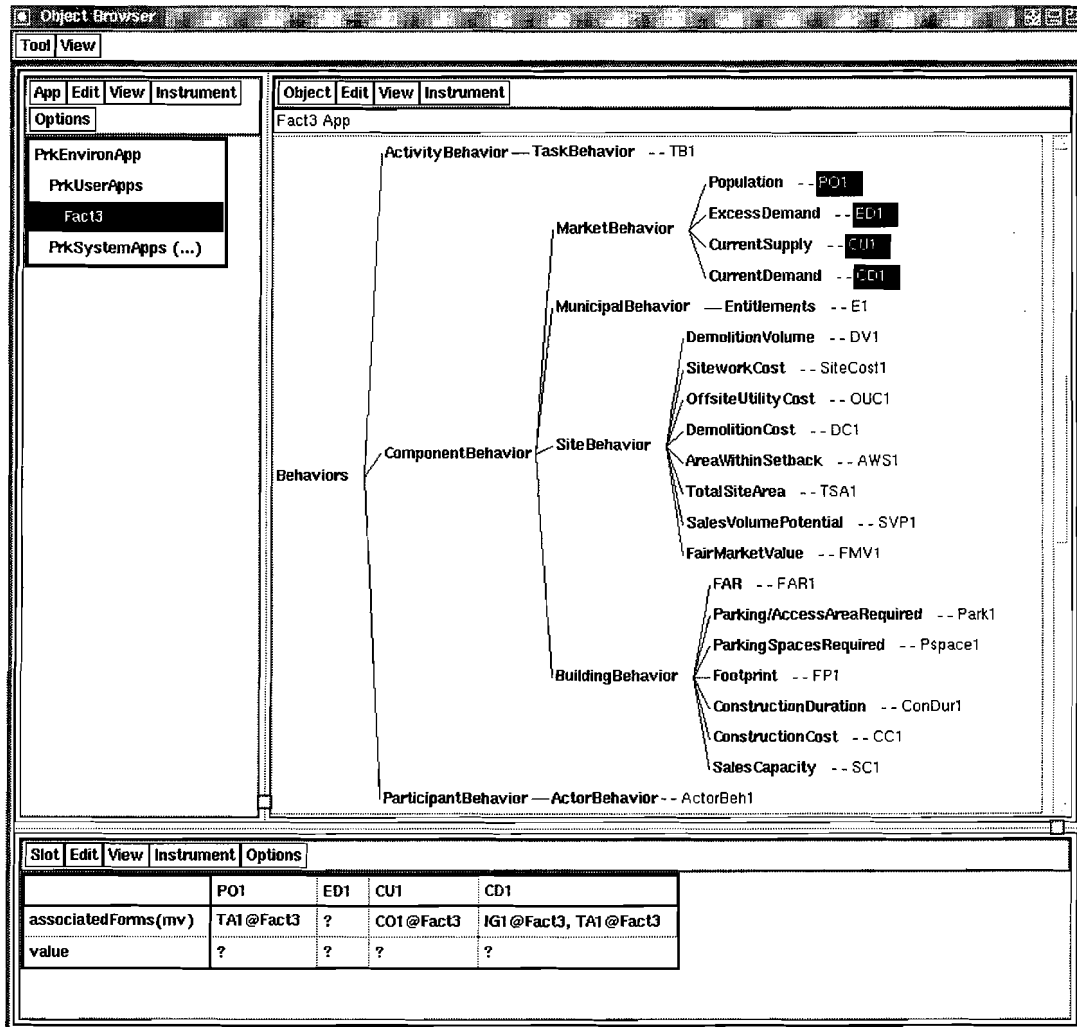 Object Browser
Tool View
App Edit View Instrument
Options
PrkEnvironApp
PrkUserApps
Fact3
PrkSystemApps (...)
Object Edit View Instrument
Fact3 App
ActivityBehavior — TaskBehavior -- TB1
Population -- PO1
ExcessDemand -- ED1
MarketBehavior
CurrentSupply -- CU1
CurrentDemand -- CD1
MunicipalBehavior — Entitlements -- E1
DemolitionVolume -- DV1
SiteworkCost -- SiteCost1
OffsiteUtilityCost -- OUC1
DemolitionCost -- DC1
SiteBehavior
ComponentBehavior
AreaWithinSetback -- AWS1
Behaviors
TotalSiteArea -- TSA1
SalesVolumePotential -- SVP1
FairMarketValue -- FMV1
FAR -- FAR1
Parking/AccessAreaRequired -- Park1
ParkingSpacesRequired -- Pspace1
BuildingBehavior
Footprint -- FP1
ConstructionDuration -- ConDur1
ConstructionCost -- CC1
SalesCapacity -- SC1
ParticipantBehavior — ActorBehavior -- ActorBeh1
Slot Edit View Instrument Options
PO1 ED1 CU1 CD1
associatedForms(mv) TA1@Fact3 ? CO1@Fact3 IG1@Fact3, TA1@Fact3
value ? ? ? ?